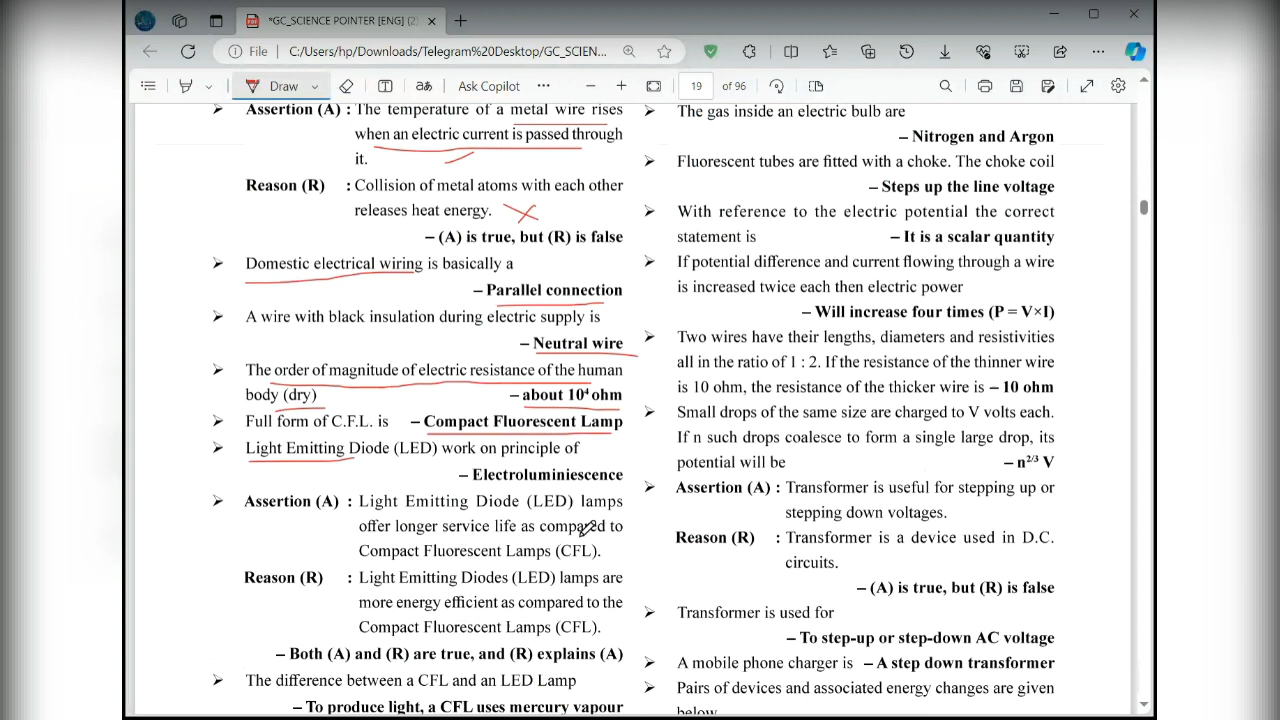 *GC_SCIENCE POINTER [ENG] (2)
File
C:/Users/hp/Downloads/Telegram%20Desktop/GC_SCIEN...
Draw
Ask Copilot
19 of 96
Assertion (A) : The temperature of a metal wire rises
when an electric current is passed through
it.
Reason (R) : Collision of metal atoms with each other
releases heat energy.
– (A) is true, but (R) is false
Domestic electrical wiring is basically a
– Parallel connection
A wire with black insulation during electric supply is
– Neutral wire
The order of magnitude of electric resistance of the human
body (dry) – about 10⁴ ohm
Full form of C.F.L. is – Compact Fluorescent Lamp
Light Emitting Diode (LED) work on principle of
– Electroluminiescence
Assertion (A) : Light Emitting Diode (LED) lamps
offer longer service life as compared to
Compact Fluorescent Lamps (CFL).
Reason (R) : Light Emitting Diodes (LED) lamps are
more energy efficient as compared to the
Compact Fluorescent Lamps (CFL).
– Both (A) and (R) are true, and (R) explains (A)
The difference between a CFL and an LED Lamp
– To produce light, a CFL uses mercury vapour
The gas inside an electric bulb are
– Nitrogen and Argon
Fluorescent tubes are fitted with a choke. The choke coil
– Steps up the line voltage
With reference to the electric potential the correct
statement is – It is a scalar quantity
If potential difference and current flowing through a wire
is increased twice each then electric power
– Will increase four times (P = V×I)
Two wires have their lengths, diameters and resistivities
all in the ratio of 1 : 2. If the resistance of the thinner wire
is 10 ohm, the resistance of the thicker wire is – 10 ohm
Small drops of the same size are charged to V volts each.
If n such drops coalesce to form a single large drop, its
potential will be – n²ᐟ³ V
Assertion (A) : Transformer is useful for stepping up or
stepping down voltages.
Reason (R) : Transformer is a device used in D.C.
circuits.
– (A) is true, but (R) is false
Transformer is used for
– To step-up or step-down AC voltage
A mobile phone charger is – A step down transformer
Pairs of devices and associated energy changes are given
below